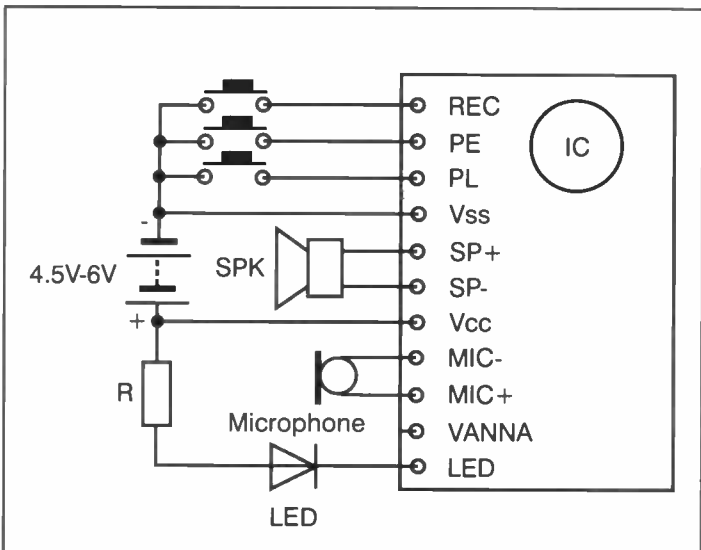 REC
PE
IC
PL
-
Vss
SP+
4.5V-6V
SPK
SP-
+
Vcc
MIC-
R
MIC+
Microphone
VANNA
LED
LED